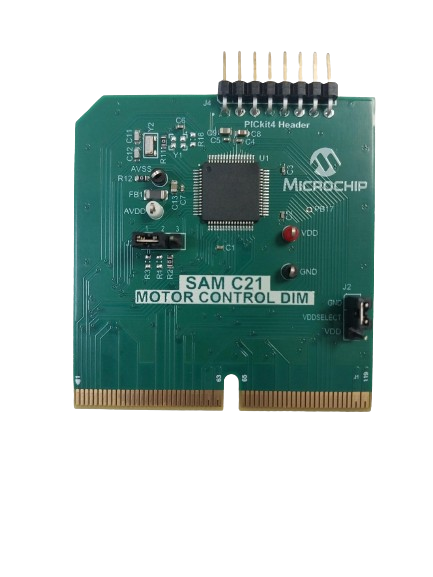 J4
PICkit4 Header
C11
Y2
C12
C6
R16
R11
Y1
C8
C5
C4
U1
AVSS
R12
MICROCHIP
FB1
C13
C7
PB17
AVDD
VDD
1 2 3
C1
R3
R1
R2
GND
SAM C21
MOTOR CONTROL DIM
J2
GND
VDDSELECT
VDD
63
65
119